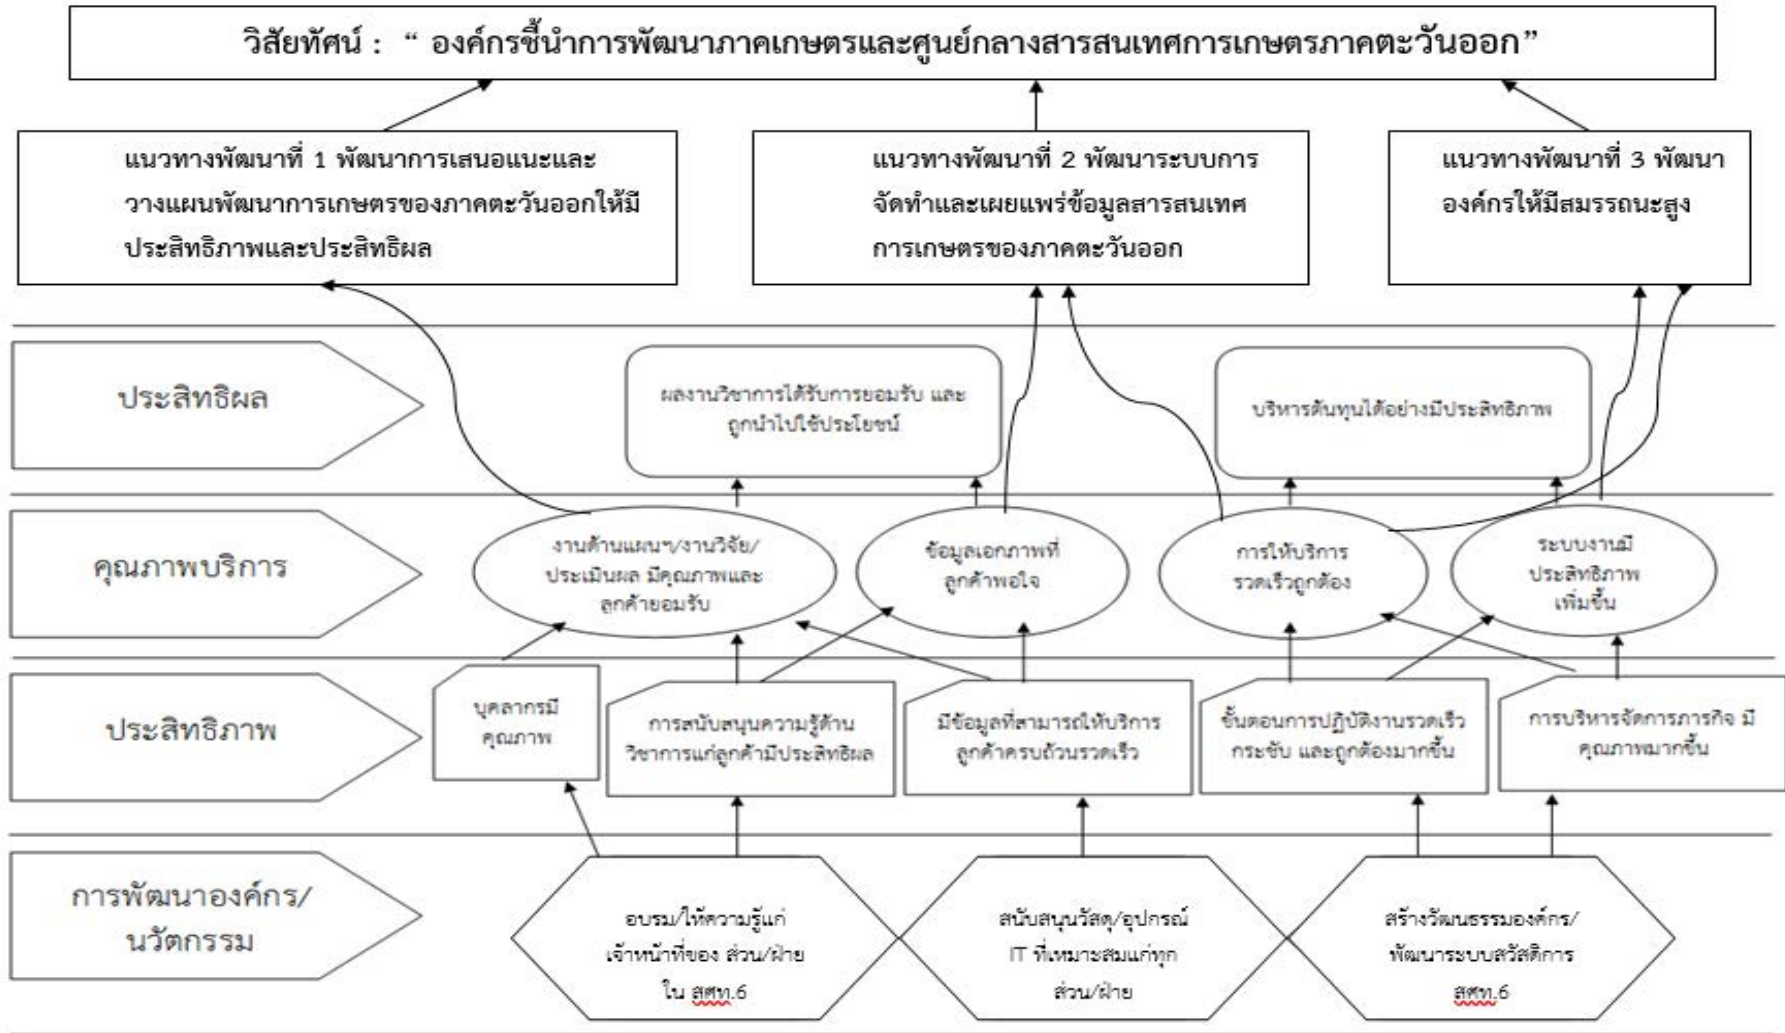 วิสัยทัศน์ : “ องค์กรชี้นำการพัฒนาภาคเกษตรและศูนย์กลางสารสนเทศการเกษตรภาคตะวันออก”
แนวทางพัฒนาที่ 1 พัฒนาการเสนอแนะและ
วางแผนพัฒนาการเกษตรของภาคตะวันออกให้มี
ประสิทธิภาพและประสิทธิผล
แนวทางพัฒนาที่ 2 พัฒนาระบบการ
จัดทำและเผยแพร่ข้อมูลสารสนเทศ
การเกษตรของภาคตะวันออก
แนวทางพัฒนาที่ 3 พัฒนา
องค์กรให้มีสมรรถนะสูง
ประสิทธิผล
ผลงานวิชาการได้รับการยอมรับ และ
ถูกนำไปใช้ประโยชน์
บริหารต้นทุนได้อย่างมีประสิทธิภาพ
คุณภาพบริการ
งานด้านแผนฯ/งานวิจัย/
ประเมินผล มีคุณภาพและ
ลูกค้ายอมรับ
ข้อมูลเอกภาพที่
ลูกค้าพอใจ
การให้บริการ
รวดเร็วถูกต้อง
ระบบงานมี
ประสิทธิภาพ
เพิ่มขึ้น
ประสิทธิภาพ
บุคลากรมี
คุณภาพ
การสนับสนุนความรู้ด้าน
วิชาการแก่ลูกค้ามีประสิทธิผล
มีข้อมูลที่สามารถให้บริการ
ลูกค้าครบถ้วนรวดเร็ว
ขั้นตอนการปฏิบัติงานรวดเร็ว
กระชับ และถูกต้องมากขึ้น
การบริหารจัดการภารกิจ มี
คุณภาพมากขึ้น
การพัฒนาองค์กร/
นวัตกรรม
อบรม/ให้ความรู้แก่
เจ้าหน้าที่ของ ส่วน/ฝ่าย
ใน สศท.6
สนับสนุนวัสดุ/อุปกรณ์
IT ที่เหมาะสมแก่ทุก
ส่วน/ฝ่าย
สร้างวัฒนธรรมองค์กร/
พัฒนาระบบสวัสดิการ
สศท.6